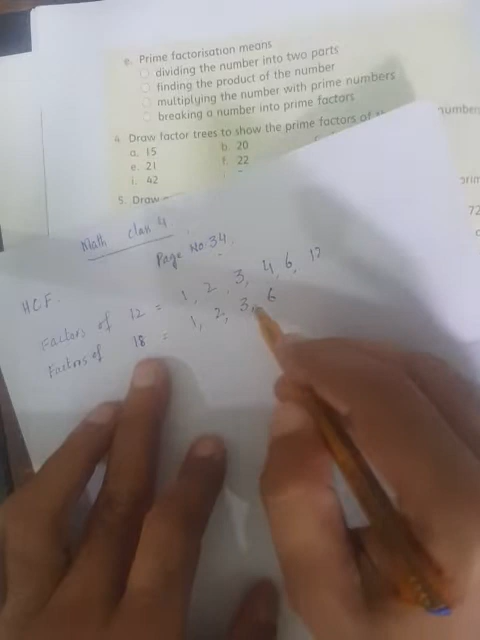 e. Prime factorisation means
dividing the number into two parts
finding the product of the number
multiplying the number with prime numbers
breaking a number into prime factors
4. Draw factor trees to show the prime factors of
number
a. 15 b. 20
e. 21 f. 22
i. 42
5. Draw
72
Math class 4
Page No. 34
HCF.
Factors of 12 = 1, 2, 3, 4, 6, 12
Factors of 18 = 1, 2, 3, 6